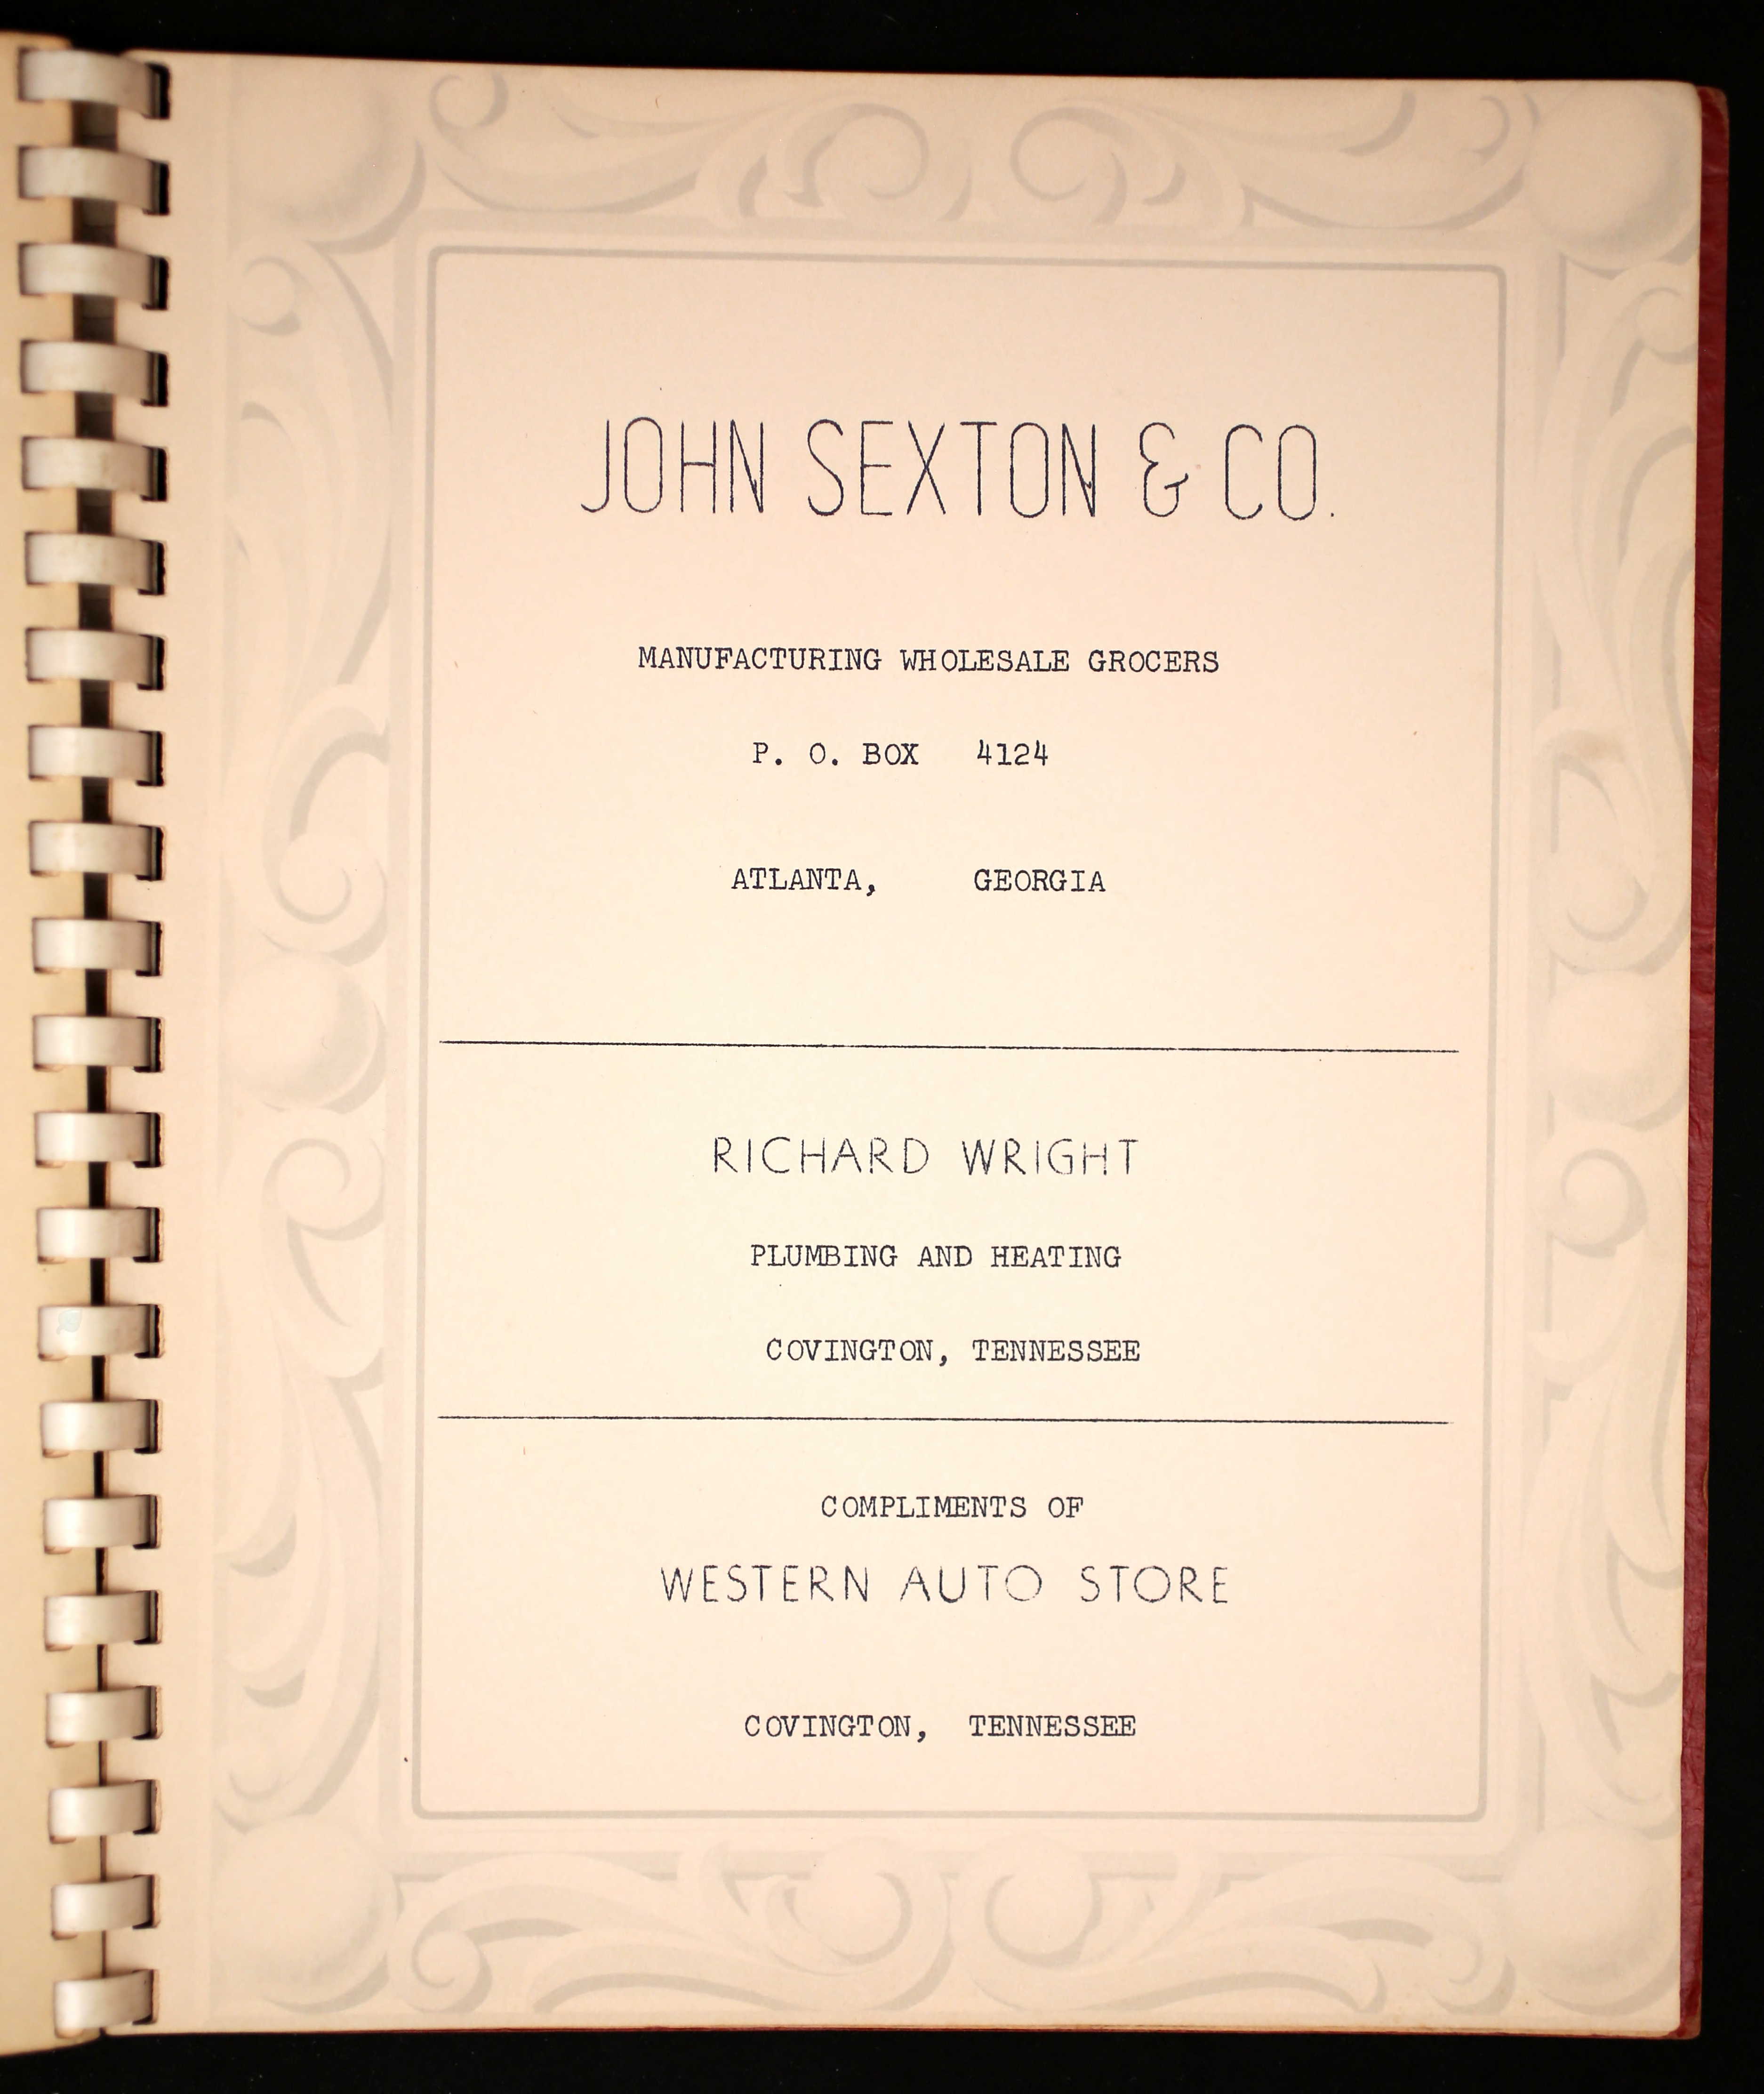 JOHN SEXTON & CO.
MANUFACTURING WHOLESALE GROCERS
P. O. BOX 4124
ATLANTA, GEORGIA
RICHARD WRIGHT
PLUMBING AND HEATING
COVINGTON, TENNESSEE
COMPLIMENTS OF
WESTERN AUTO STORE
COVINGTON, TENNESSEE